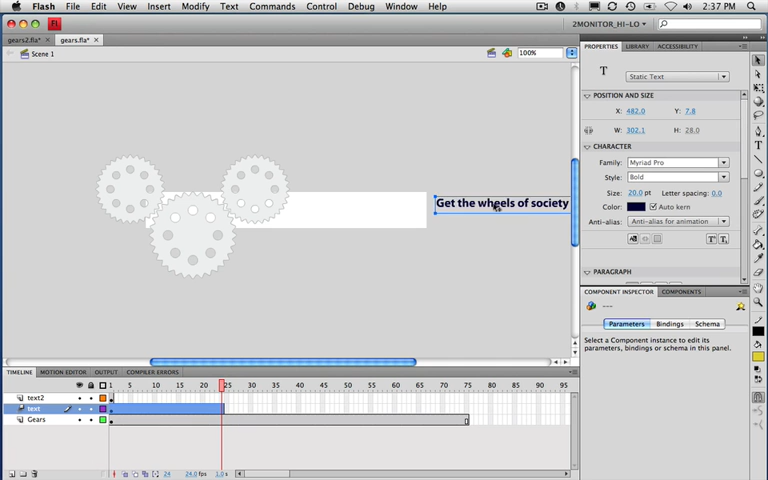 Flash File Edit View Insert Modify Text Commands Control Debug Window Help 2:37 PM
Fl 2MONITOR_HI-LO
gears2.fla* gears.fla*
Scene 1 100%
PROPERTIES LIBRARY ACCESSIBILITY
T Static Text
POSITION AND SIZE
X: 482.0 Y: 7.8
W: 302.1 H: 28.0
CHARACTER
Family: Myriad Pro
Style: Bold
Size: 20.0 pt Letter spacing: 0.0
Color: Auto kern
Anti-alias: Anti-alias for animation
PARAGRAPH
Get the wheels of society
COMPONENT INSPECTOR COMPONENTS
---
Parameters Bindings Schema
Select a Component instance to edit its
parameters, bindings or schema in this panel.
TIMELINE MOTION EDITOR OUTPUT COMPILER ERRORS
1 5 10 15 20 25 30 35 40 45 50 55 60 65 70 75 80 85 90 95
text2
text
Gears
24 24.0 fps 1.0 s